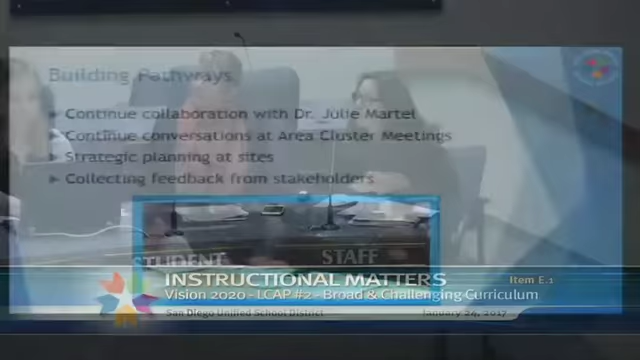 Building Pathways
Continue collaboration with Dr. Julie Martel
Continue conversations at Area Cluster Meetings
Strategic planning at sites
Collecting feedback from stakeholders
STUDENT
STAFF
INSTRUCTIONAL MATTERS
Item E.1
Vision 2020 - LCAP #2 - Broad & Challenging Curriculum
San Diego Unified School District
January 24, 2017